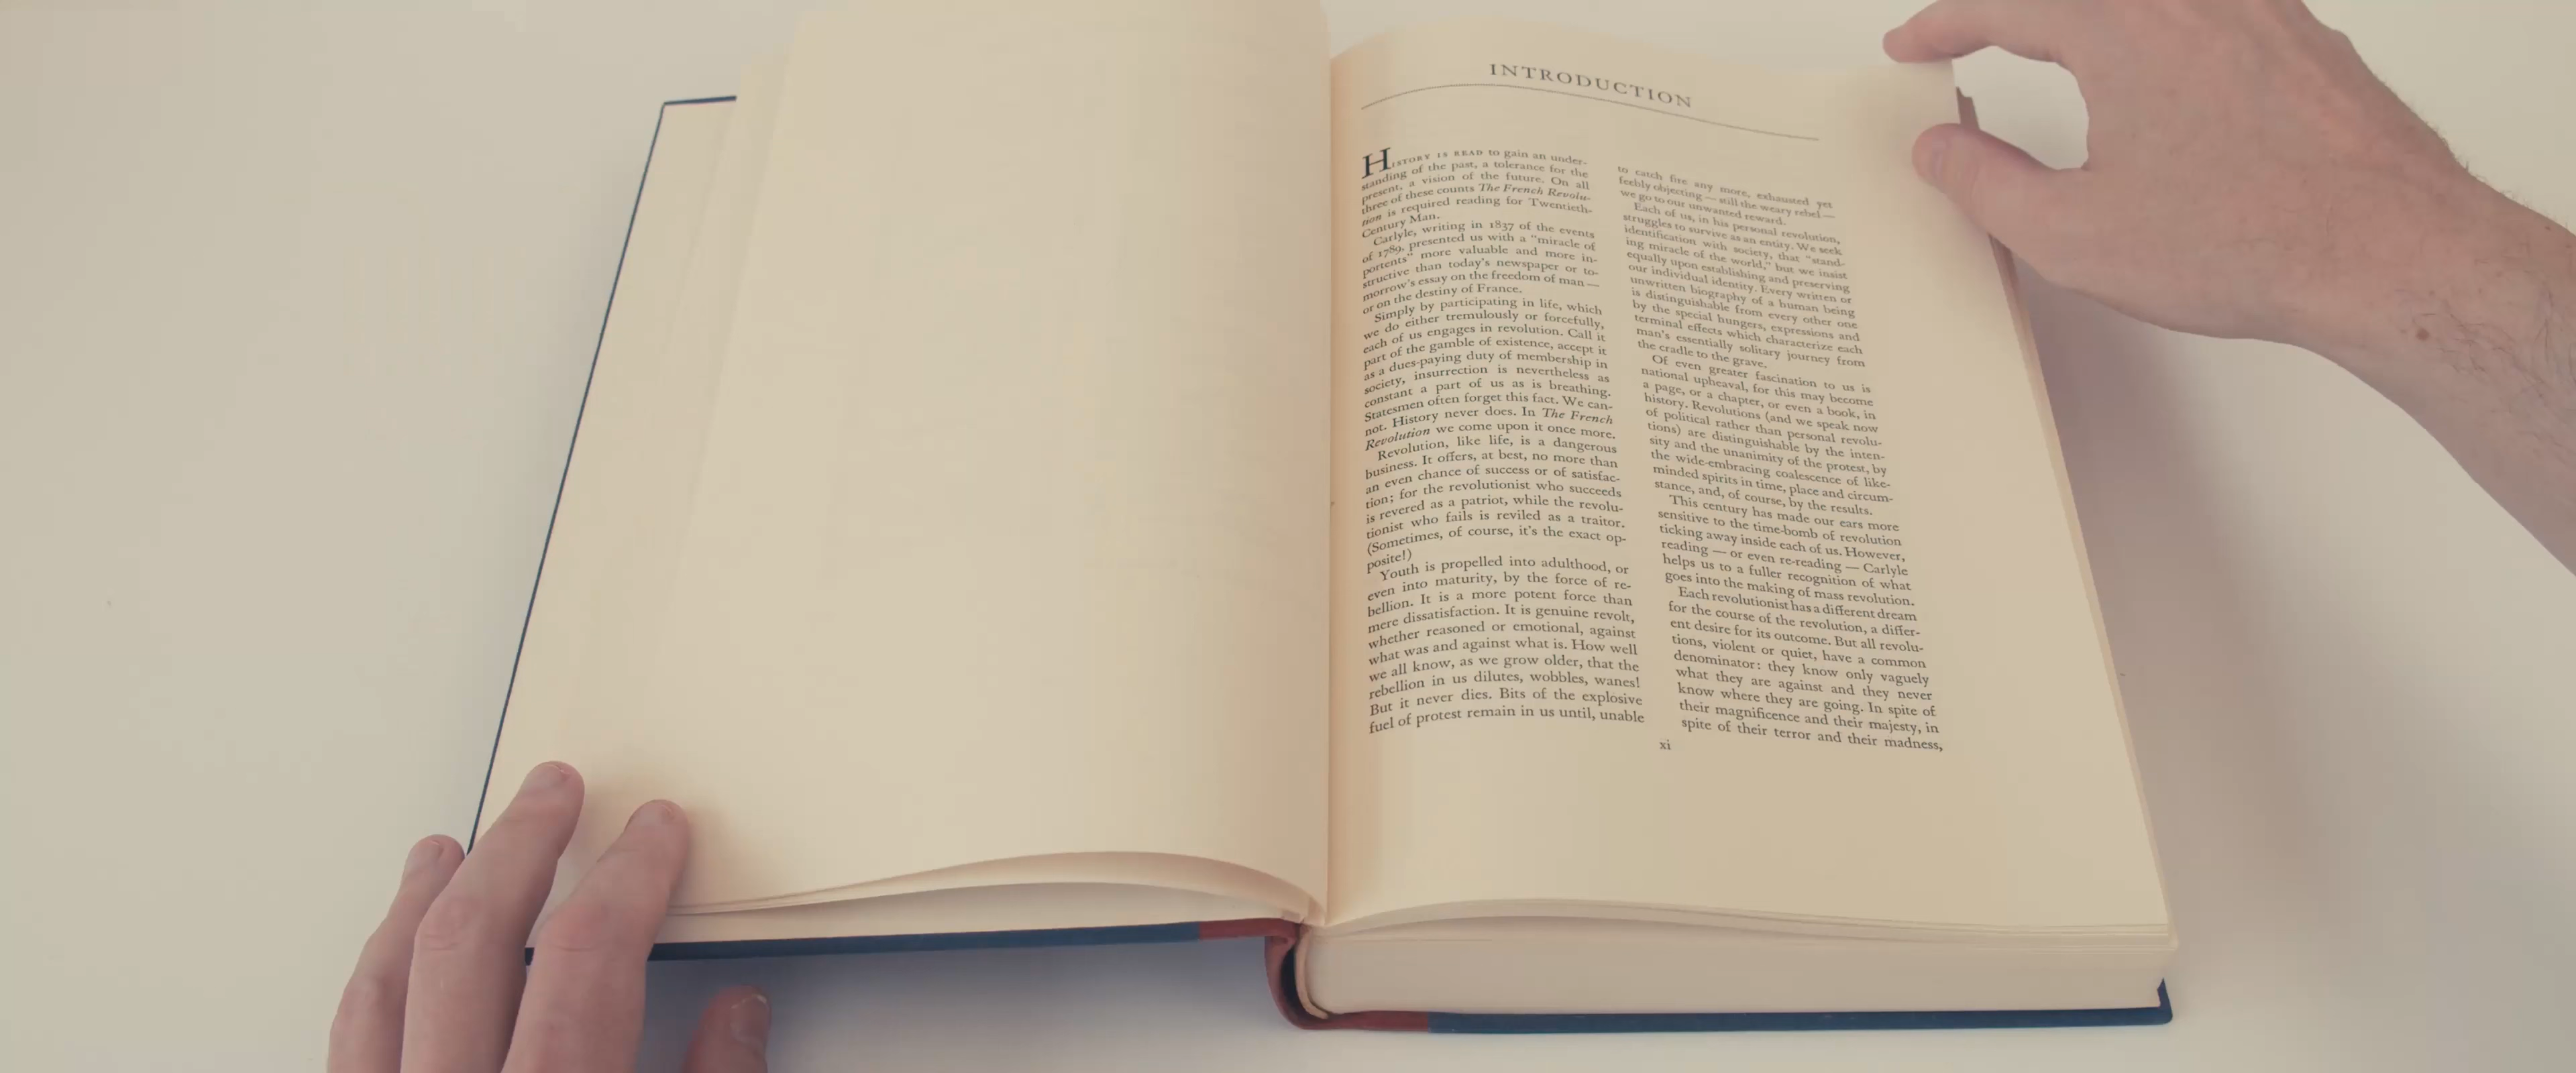 INTRODUCTION
HISTORY IS READ to gain an under-
standing of the past, a tolerance for the
present, a vision of the future. On all
three of these counts The French Revolu-
tion is required reading for Twentieth-
Century Man.
Carlyle, writing in 1837 of the events
of 1789, presented us with a “miracle of
portents” more valuable and more in-
structive than today's newspaper or to-
morrow's essay on the freedom of man —
or on the destiny of France.
Simply by participating in life, which
we do either tremulously or forcefully,
each of us engages in revolution. Call it
part of the gamble of existence, accept it
as a dues-paying duty of membership in
society, insurrection is nevertheless as
constant a part of us as is breathing.
Statesmen often forget this fact. We can-
not. History never does. In The French
Revolution we come upon it once more.
Revolution, like life, is a dangerous
business. It offers, at best, no more than
an even chance of success or of satisfac-
tion; for the revolutionist who succeeds
is revered as a patriot, while the revolu-
tionist who fails is reviled as a traitor.
(Sometimes, of course, it's the exact op-
posite!)
Youth is propelled into adulthood, or
even into maturity, by the force of re-
bellion. It is a more potent force than
mere dissatisfaction. It is genuine revolt,
whether reasoned or emotional, against
what was and against what is. How well
we all know, as we grow older, that the
rebellion in us dilutes, wobbles, wanes!
But it never dies. Bits of the explosive
fuel of protest remain in us until, unable
to catch fire any more, exhausted yet
feebly objecting — still the weary rebel —
we go to our unwanted reward.
Each of us, in his personal revolution,
struggles to survive as an entity. We seek
identification with society, that “stand-
ing miracle of the world,” but we insist
equally upon establishing and preserving
our individual identity. Every written or
unwritten biography of a human being
is distinguishable from every other one
by the special hungers, expressions and
terminal effects which characterize each
man's essentially solitary journey from
the cradle to the grave.
Of even greater fascination to us is
national upheaval, for this may become
a page, or a chapter, or even a book, in
history. Revolutions (and we speak now
of political rather than personal revolu-
tions) are distinguishable by the inten-
sity and the unanimity of the protest, by
the wide-embracing coalescence of like-
minded spirits in time, place and circum-
stance, and, of course, by the results.
This century has made our ears more
sensitive to the time-bomb of revolution
ticking away inside each of us. However,
reading — or even re-reading — Carlyle
helps us to a fuller recognition of what
goes into the making of mass revolution.
Each revolutionist has a different dream
for the course of the revolution, a differ-
ent desire for its outcome. But all revolu-
tions, violent or quiet, have a common
denominator: they know only vaguely
what they are against and they never
know where they are going. In spite of
their magnificence and their majesty, in
spite of their terror and their madness,
xi